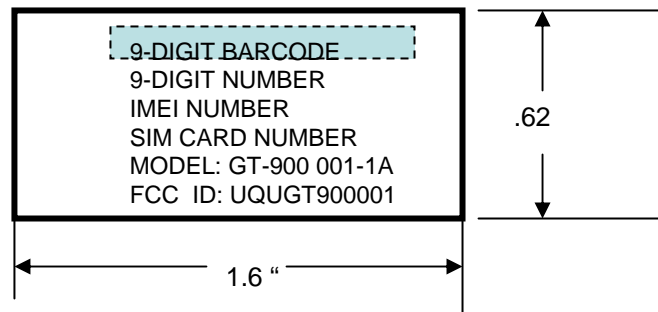 9-DIGIT BARCODE
9-DIGIT NUMBER
IMEI NUMBER
SIM CARD NUMBER
MODEL: GT-900 001-1A
FCC ID: UQUGT900001
.62
1.6 “